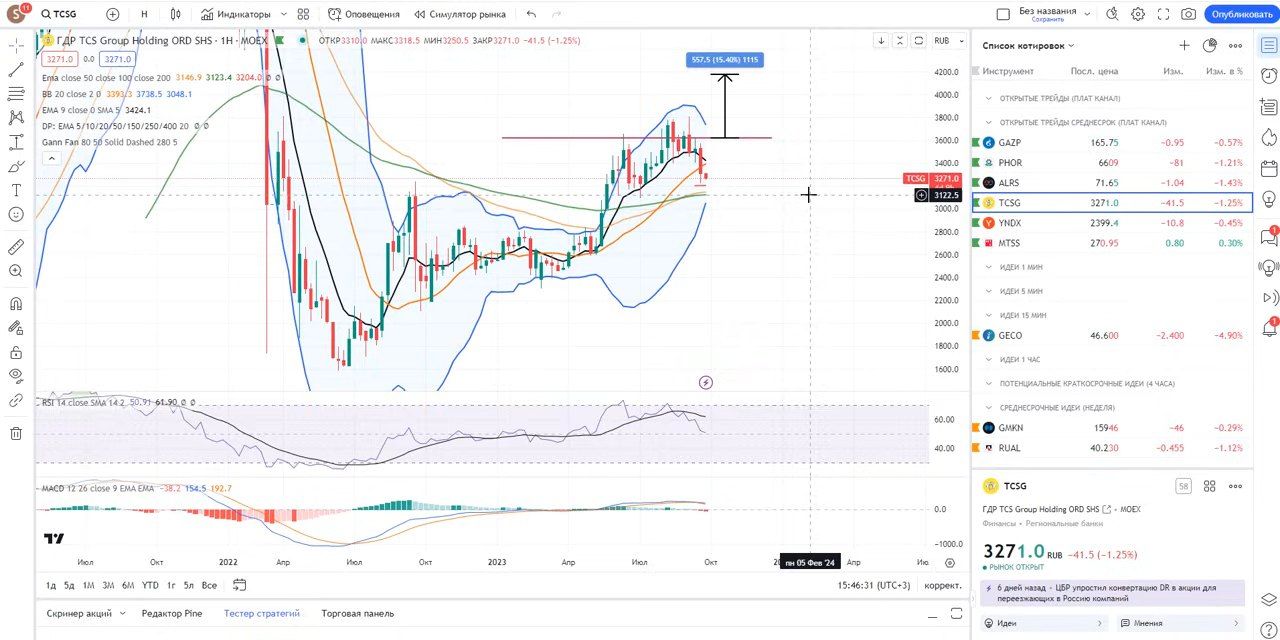 S 11 TCSG Н Индикаторы Оповещения Симулятор рынка Без названия Сохранить Опубликовать
ГДР TCS Group Holding ORD SHS · 1Н · MOEX ОТКР3310.0 МАКС3318.5 МИН3250.5 ЗАКР3271.0 −41.5 (−1.25%) RUB
3271.0 0.0 3271.0
Ema close 50 close 100 close 200 3146.9 3123.4 3204.0 ∅ ∅
BB 20 close 2 0 3393.3 3738.5 3048.1
EMA 9 close 0 SMA 5 3424.1
DP: EMA 5/10/20/50/150/250/400 20 ∅ ∅
Gann Fan 80 50 Solid Dashed 280 5
557.5 (15.40%) 1115
4200.0
4000.0
3800.0
3600.0
3400.0
TCSG 3271.0
3122.5
3000.0
2800.0
2600.0
2400.0
2200.0
2000.0
1800.0
1600.0
RSI 14 close SMA 14 2 50.91 61.90 ∅ ∅
60.00
40.00
MACD 12 26 close 9 EMA EMA −38.2 154.5 192.7
0.0
−1000.0
Июл Окт 2022 Апр Июл Окт 2023 Апр Июл Окт пн 05 Фев '24 Апр Ию
1д 5д 1М 3М 6М YTD 1г 5л Все 15:46:31 (UTC+3) коррект.
Скринер акций Редактор Pine Тестер стратегий Торговая панель
Список котировок
Инструмент Посл. цена Изм. Изм. в %
ОТКРЫТЫЕ ТРЕЙДЫ (ПЛАТ КАНАЛ)
ОТКРЫТЫЕ ТРЕЙДЫ СРЕДНЕСРОК (ПЛАТ КАНАЛ)
GAZP 165.75 −0.95 −0.57%
PHOR 6609 −81 −1.21%
ALRS 71.65 −1.04 −1.43%
TCSG 3271.0 −41.5 −1.25%
YNDX 2399.4 −10.8 −0.45%
MTSS 270.95 0.80 0.30%
ИДЕИ 1 МИН
ИДЕИ 5 МИН
ИДЕИ 15 МИН
GECO 46.600 −2.400 −4.90%
ИДЕИ 1 ЧАС
ПОТЕНЦИАЛЬНЫЕ КРАТКОСРОЧНЫЕ ИДЕИ (4 ЧАСА)
СРЕДНЕСРОЧНЫЕ ИДЕИ (НЕДЕЛЯ)
GMKN 15946 −46 −0.29%
RUAL 40.230 −0.455 −1.12%
TCSG 58
ГДР TCS Group Holding ORD SHS • MOEX
Финансы • Региональные банки
3271.0 RUB −41.5 (−1.25%)
РЫНОК ОТКРЫТ
6 дней назад · ЦБР упростил конвертацию DR в акции для
переезжающих в Россию компаний
Идеи Мнения
1
1